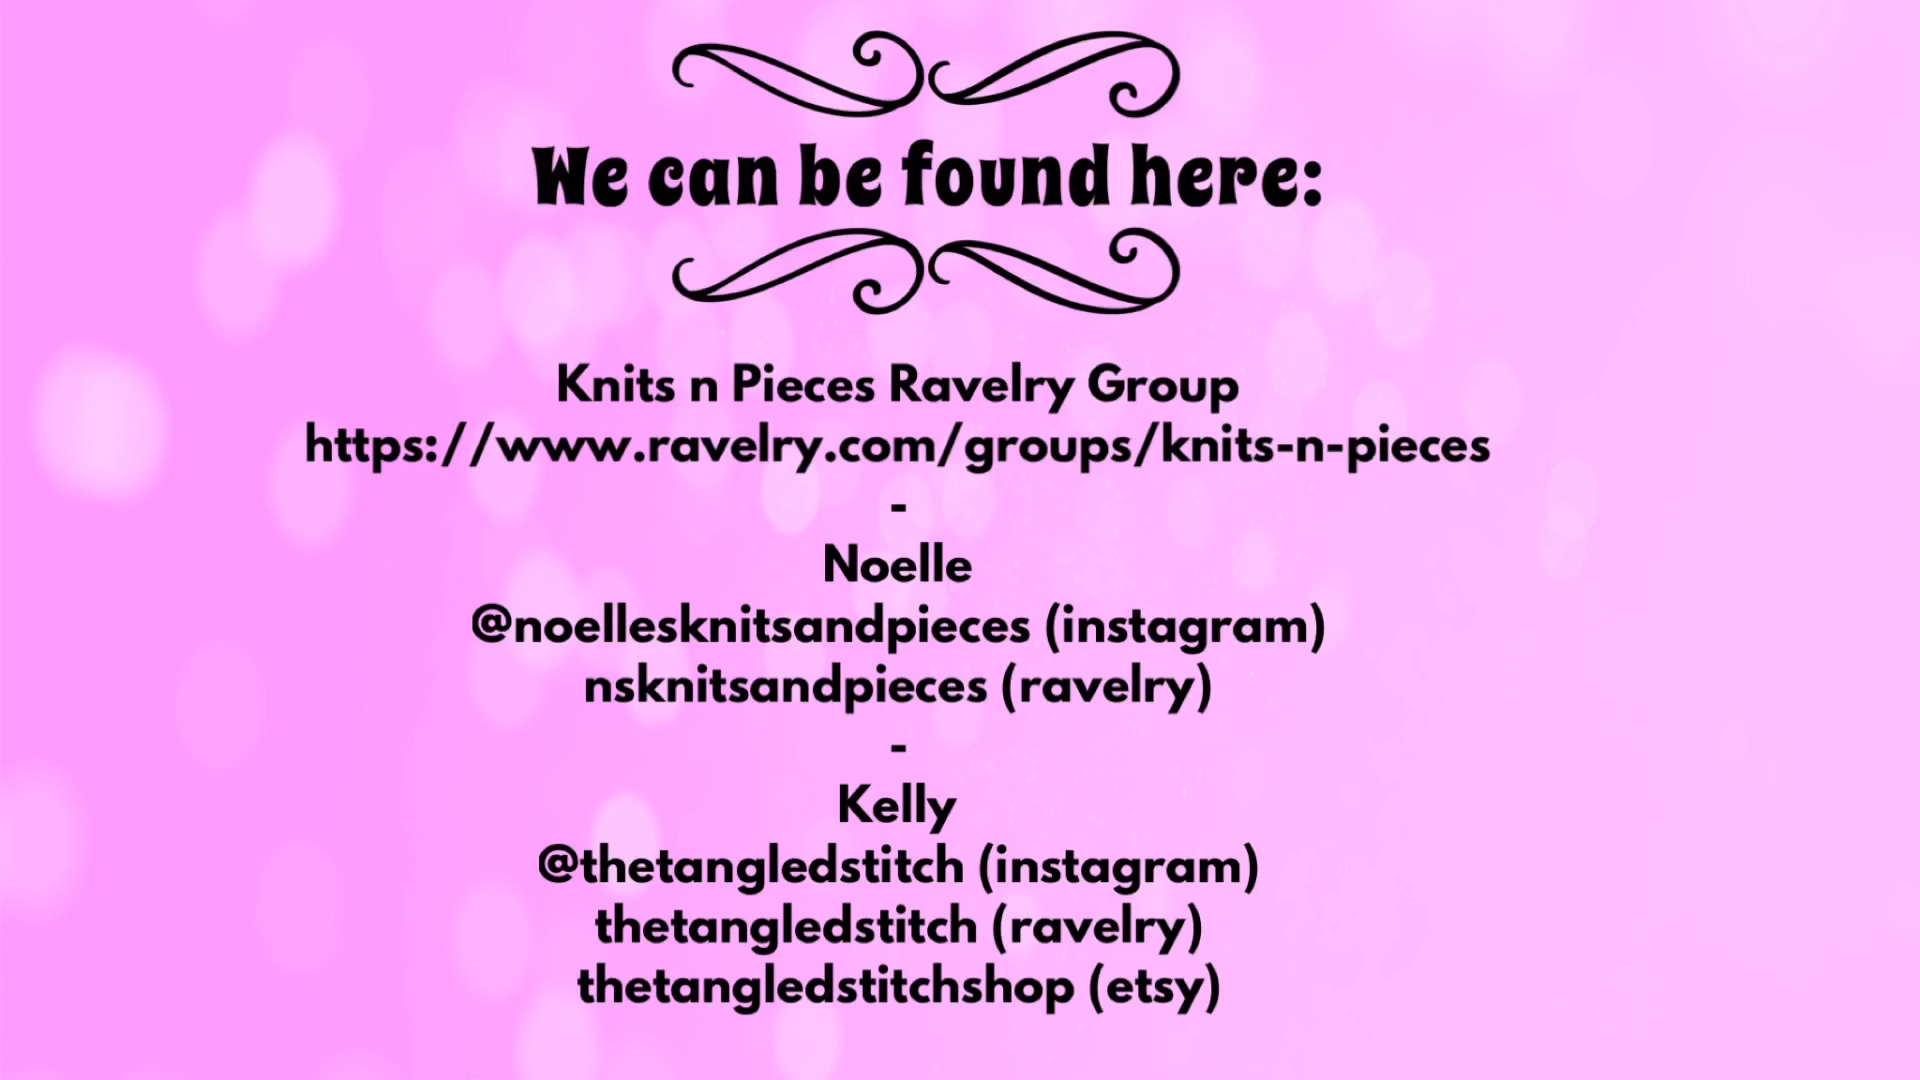 We can be found here:
Knits n Pieces Ravelry Group
https://www.ravelry.com/groups/knits-n-pieces
-
Noelle
@noellesknitsandpieces (instagram)
nsknitsandpieces (ravelry)
-
Kelly
@thetangledstitch (instagram)
thetangledstitch (ravelry)
thetangledstitchshop (etsy)